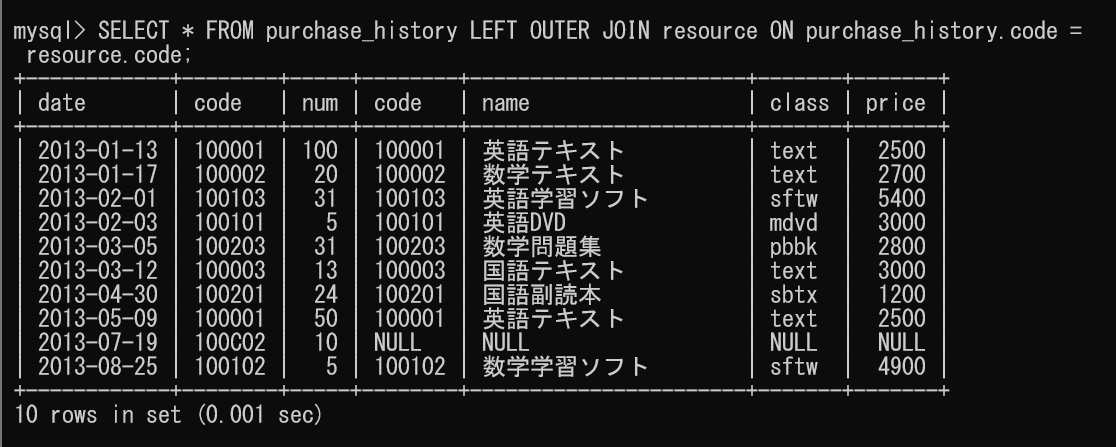 mysql> SELECT * FROM purchase_history LEFT OUTER JOIN resource ON purchase_history.code =
 resource.code;
+------------+--------+-----+--------+------------------+-------+-------+
| date       | code   | num | code   | name             | class | price |
+------------+--------+-----+--------+------------------+-------+-------+
| 2013-01-13 | 100001 | 100 | 100001 | 英語テキスト     | text  | 2500 |
| 2013-01-17 | 100002 |  20 | 100002 | 数学テキスト     | text  | 2700 |
| 2013-02-01 | 100103 |  31 | 100103 | 英語学習ソフト   | sftw  | 5400 |
| 2013-02-03 | 100101 |   5 | 100101 | 英語DVD          | mdvd  | 3000 |
| 2013-03-05 | 100203 |  31 | 100203 | 数学問題集       | pbbk  | 2800 |
| 2013-03-12 | 100003 |  13 | 100003 | 国語テキスト     | text  | 3000 |
| 2013-04-30 | 100201 |  24 | 100201 | 国語副読本       | sbtx  | 1200 |
| 2013-05-09 | 100001 |  50 | 100001 | 英語テキスト     | text  | 2500 |
| 2013-07-19 | 100C02 |  10 | NULL   | NULL             | NULL  | NULL |
| 2013-08-25 | 100102 |   5 | 100102 | 数学学習ソフト   | sftw  | 4900 |
+------------+--------+-----+--------+------------------+-------+-------+
10 rows in set (0.001 sec)